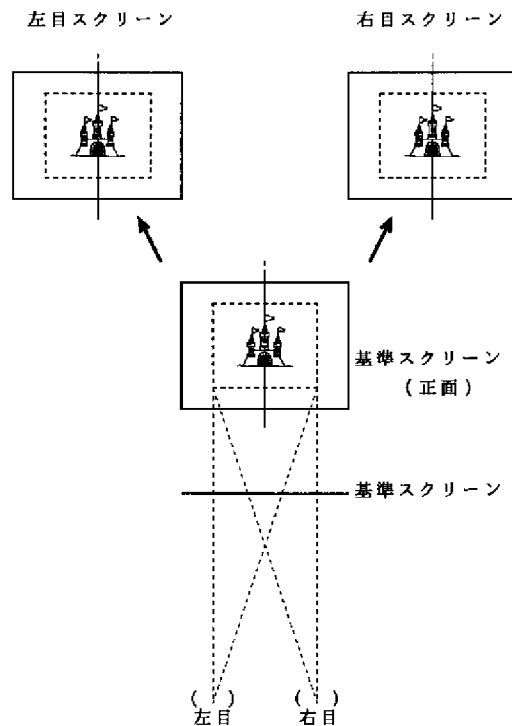 左目スクリーン
右目スクリーン
基準スクリーン
(正面)
基準スクリーン
( )
左目
( )
右目